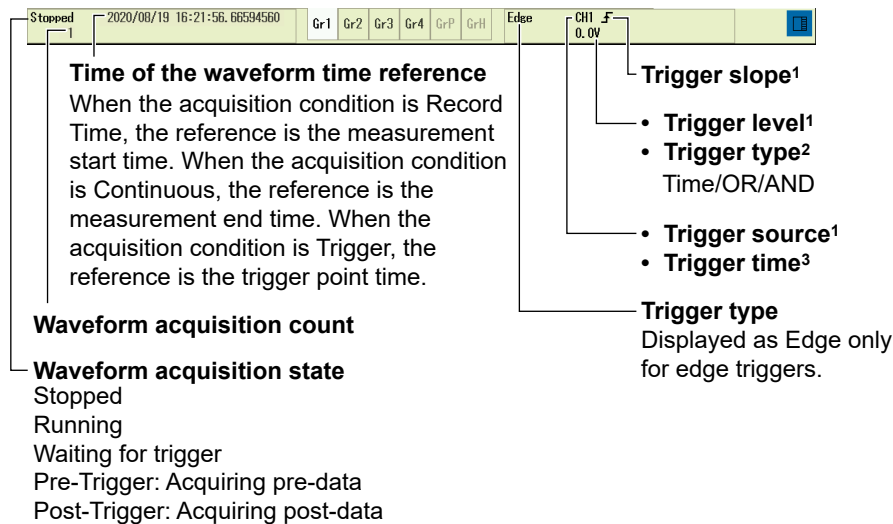 Stopped 2020/08/19 16:21:56.66594560 Gr1 Gr2 Gr3 Gr4 GrP GrH Edge CH1
1 0.0V
Time of the waveform time reference
When the acquisition condition is Record
Time, the reference is the measurement
start time. When the acquisition condition
is Continuous, the reference is the
measurement end time. When the
acquisition condition is Trigger, the
reference is the trigger point time.
Waveform acquisition count
Waveform acquisition state
Stopped
Running
Waiting for trigger
Pre-Trigger: Acquiring pre-data
Post-Trigger: Acquiring post-data
Trigger slope1
• Trigger level1
• Trigger type2
Time/OR/AND
• Trigger source1
• Trigger time3
Trigger type
Displayed as Edge only
for edge triggers.